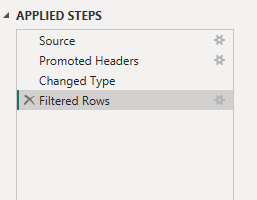 APPLIED STEPS
Source
Promoted Headers
Changed Type
Filtered Rows